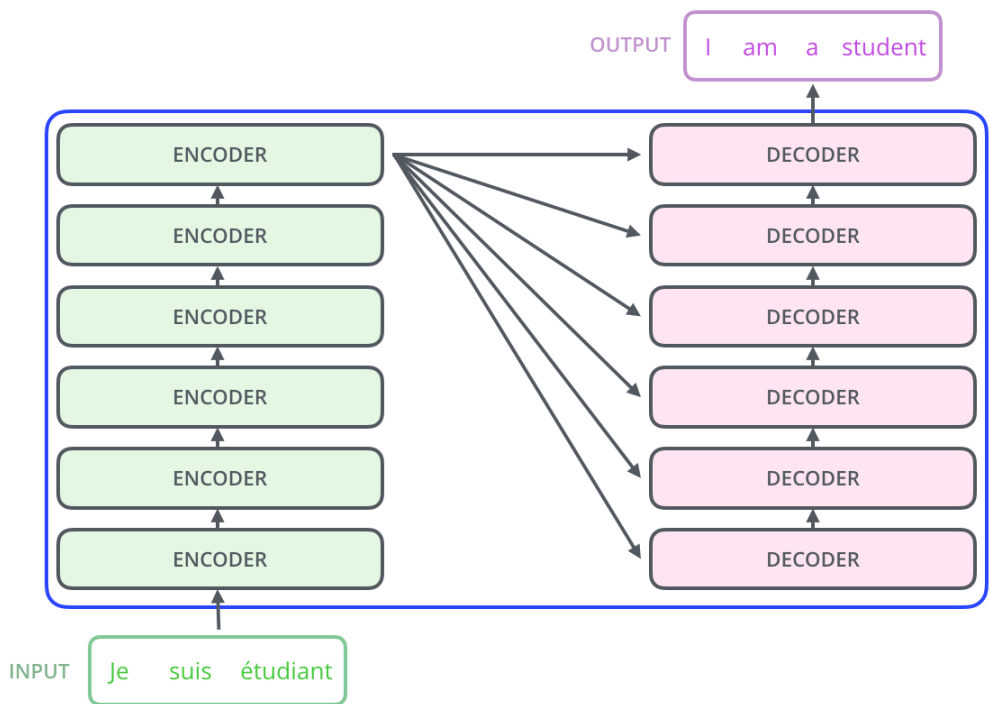 OUTPUT
I am a student
ENCODER
DECODER
ENCODER
DECODER
ENCODER
DECODER
ENCODER
DECODER
ENCODER
DECODER
ENCODER
DECODER
INPUT
Je suis étudiant